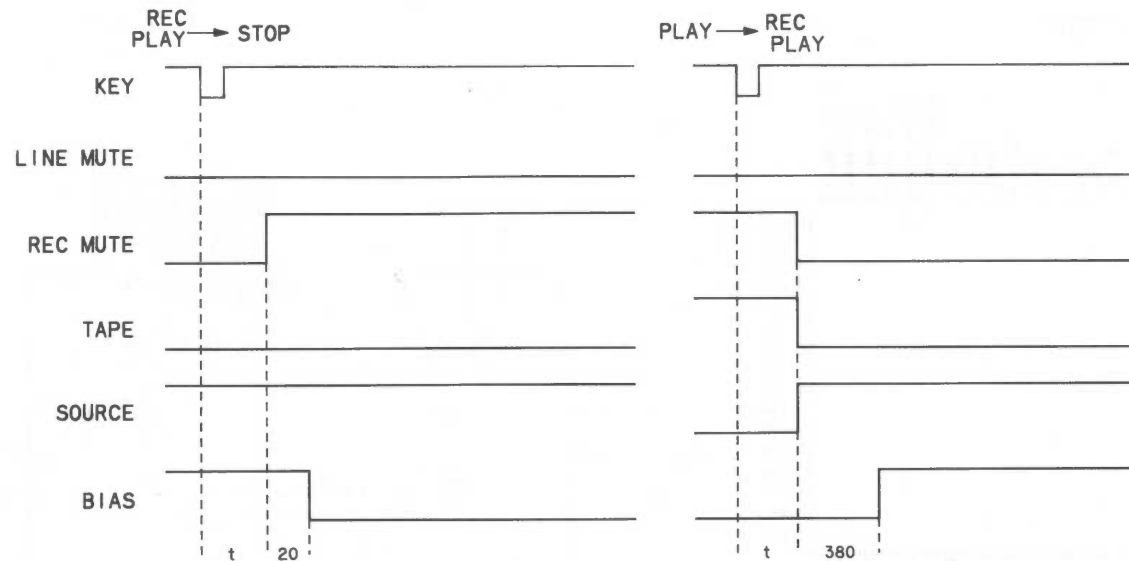 REC
PLAY → STOP
PLAY → REC
PLAY
KEY
LINE MUTE
REC MUTE
TAPE
SOURCE
BIAS
t 20
t 380